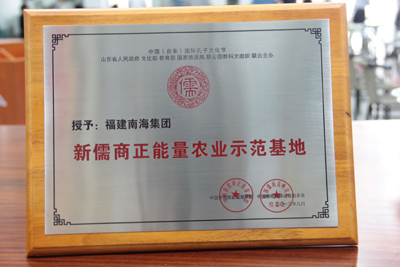 中国（曲阜）国际孔子文化节
山东省人民政府 文化部 教育部 国家旅游局 联合国教科文组织 联合主办
儒
授予：福建南海集团
新儒商正能量农业示范基地